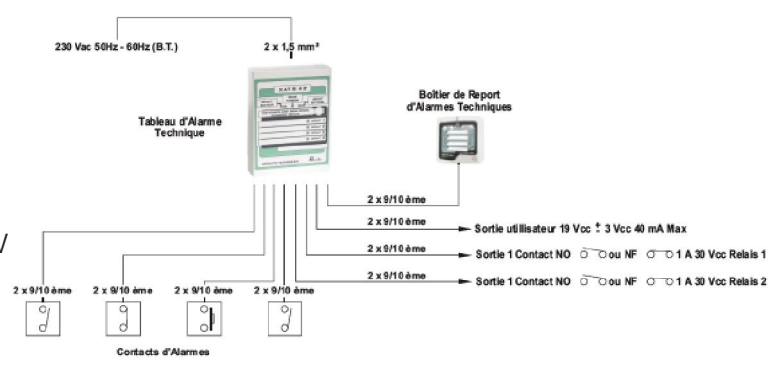 230 Vac 50Hz - 60Hz (B.T.)
2 x 1,5 mm²
Tableau d'Alarme
Technique
Boîtier de Report
d'Alarmes Techniques
2 x 9/10 ème
2 x 9/10 ème
Sortie utilisateur 19 Vcc ± 3 Vcc 40 mA Max
2 x 9/10 ème
Sortie 1 Contact NO ou NF 1 A 30 Vcc Relais 1
2 x 9/10 ème
Sortie 1 Contact NO ou NF 1 A 30 Vcc Relais 2
/
2 x 9/10 ème
2 x 9/10 ème
2 x 9/10 ème
2 x 9/10 ème
Contacts d'Alarmes